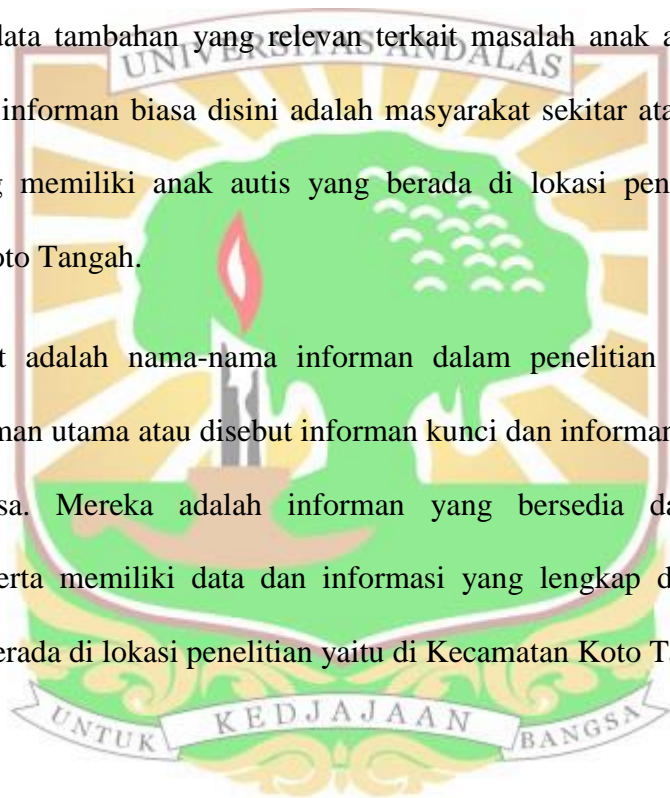 data tambahan yang relevan terkait masalah anak a
UNIVERSITAS ANDALAS
informan biasa disini adalah masyarakat sekitar ata
memiliki anak autis yang berada di lokasi pen
oto Tangah.
t adalah nama-nama informan dalam penelitian
man utama atau disebut informan kunci dan informan
sa. Mereka adalah informan yang bersedia da
erta memiliki data dan informasi yang lengkap d
erada di lokasi penelitian yaitu di Kecamatan Koto Ta
UNTUK KEDJAJAAN BANGSA